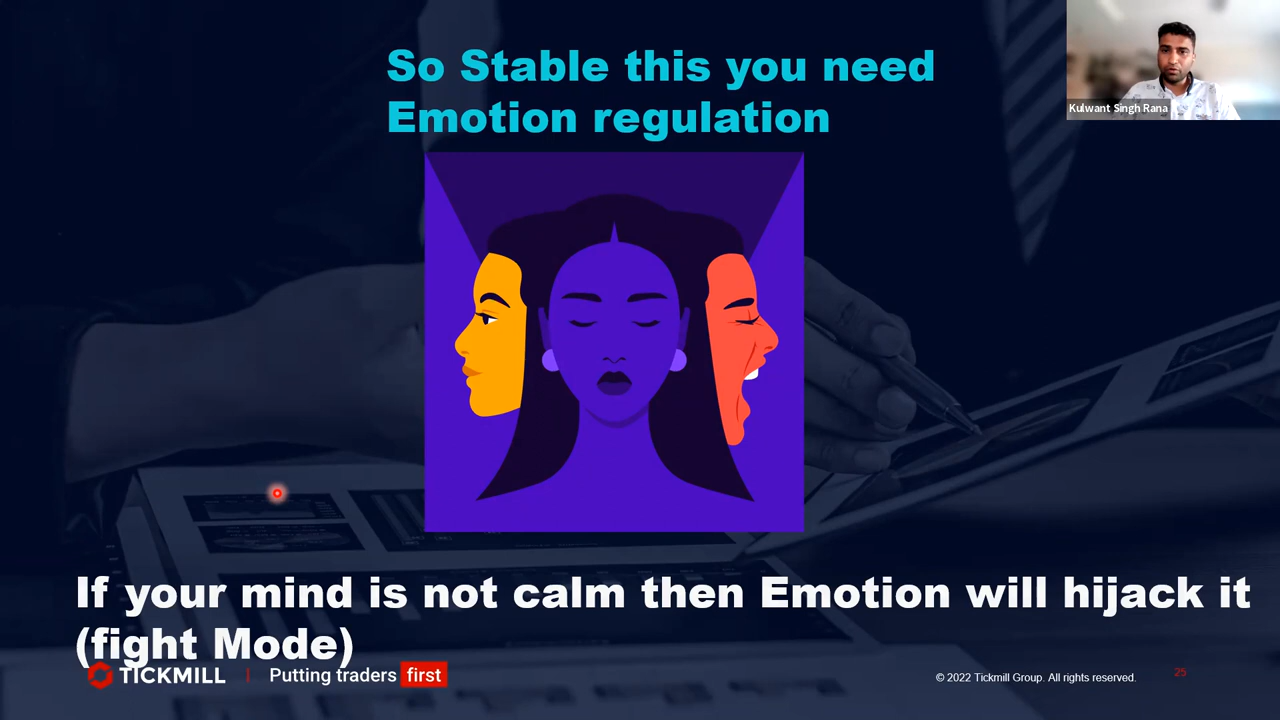 So Stable this you need
Emotion regulation
Kulwant Singh Rana
If your mind is not calm then Emotion will hijack it
(fight Mode)
TICKMILL | Putting traders first
© 2022 Tickmill Group. All rights reserved.
25